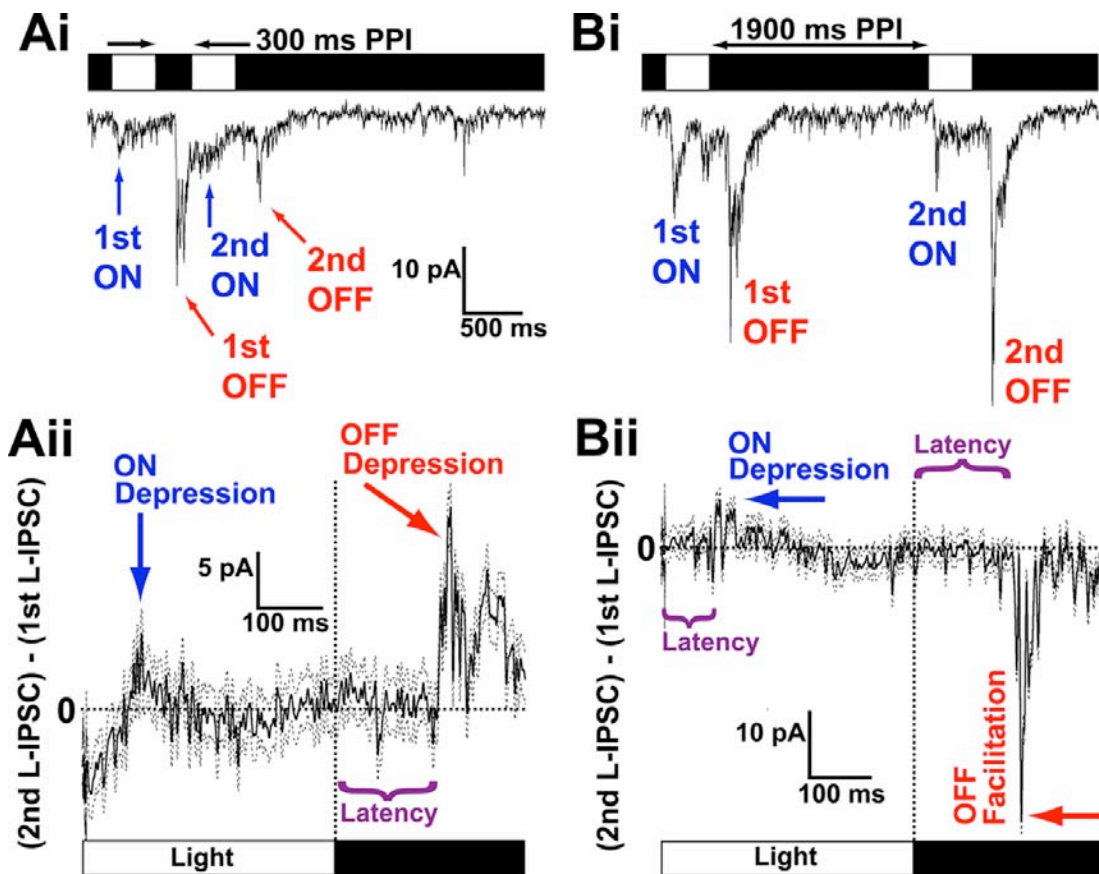 Ai
300 ms PPI
1st
ON
1st
OFF
2nd
ON
2nd
OFF
10 pA
500 ms
Bi
1900 ms PPI
1st
ON
1st
OFF
2nd
ON
2nd
OFF
Aii
(2nd L-IPSC) - (1st L-IPSC)
ON
Depression
OFF
Depression
5 pA
100 ms
0
Latency
Light
Bii
(2nd L-IPSC) - (1st L-IPSC)
ON
Depression
Latency
0
Latency
10 pA
100 ms
OFF
Facilitation
Light